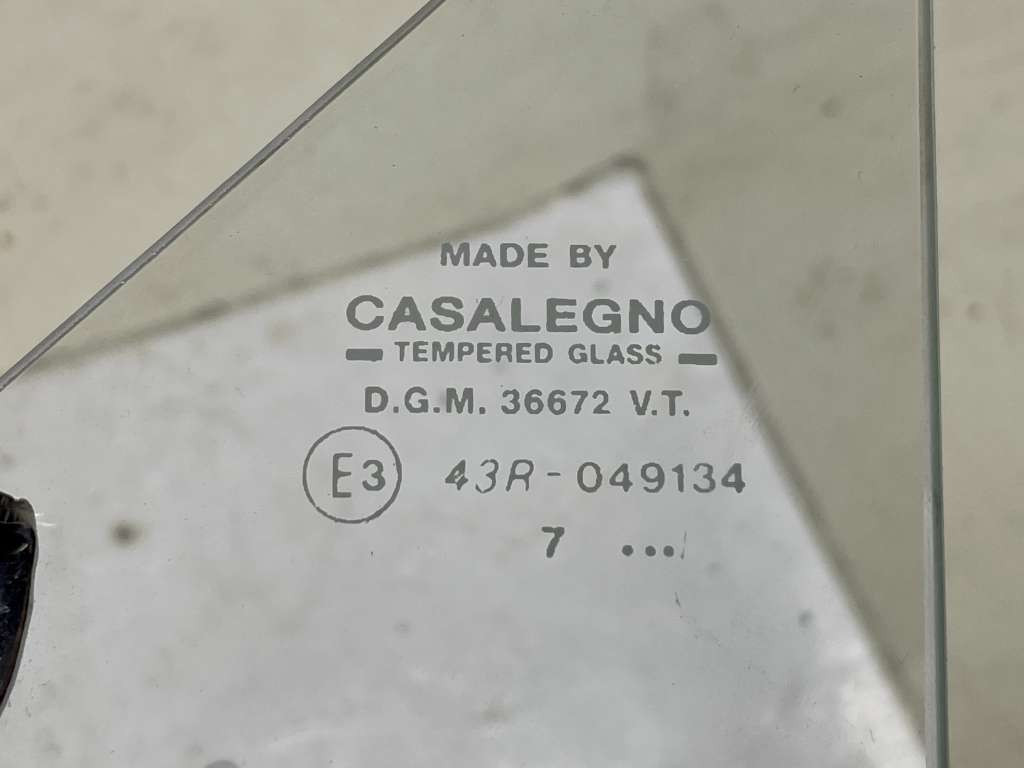 MADE BY
CASALEGNO
TEMPERED GLASS
D.G.M. 36672 V.T.
E3 43R-049134
7 ...